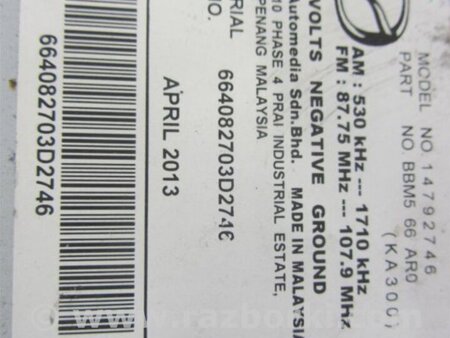 MODEL NO.14792746
PART NO BBM5 66 AR0
(KA300)
AM : 530 kHz --- 1710 kHz
FM : 87.75 MHz --- 107.9 MHz
VOLTS NEGATIVE GROUND
Automedia Sdn.Bhd. MADE IN MALAYSIA
PHASE 4 PRAI INDUSTRIAL ESTATE,
PENANG MALAYSIA
NO. 664082703D2746
APRIL 2013
664082703D2746